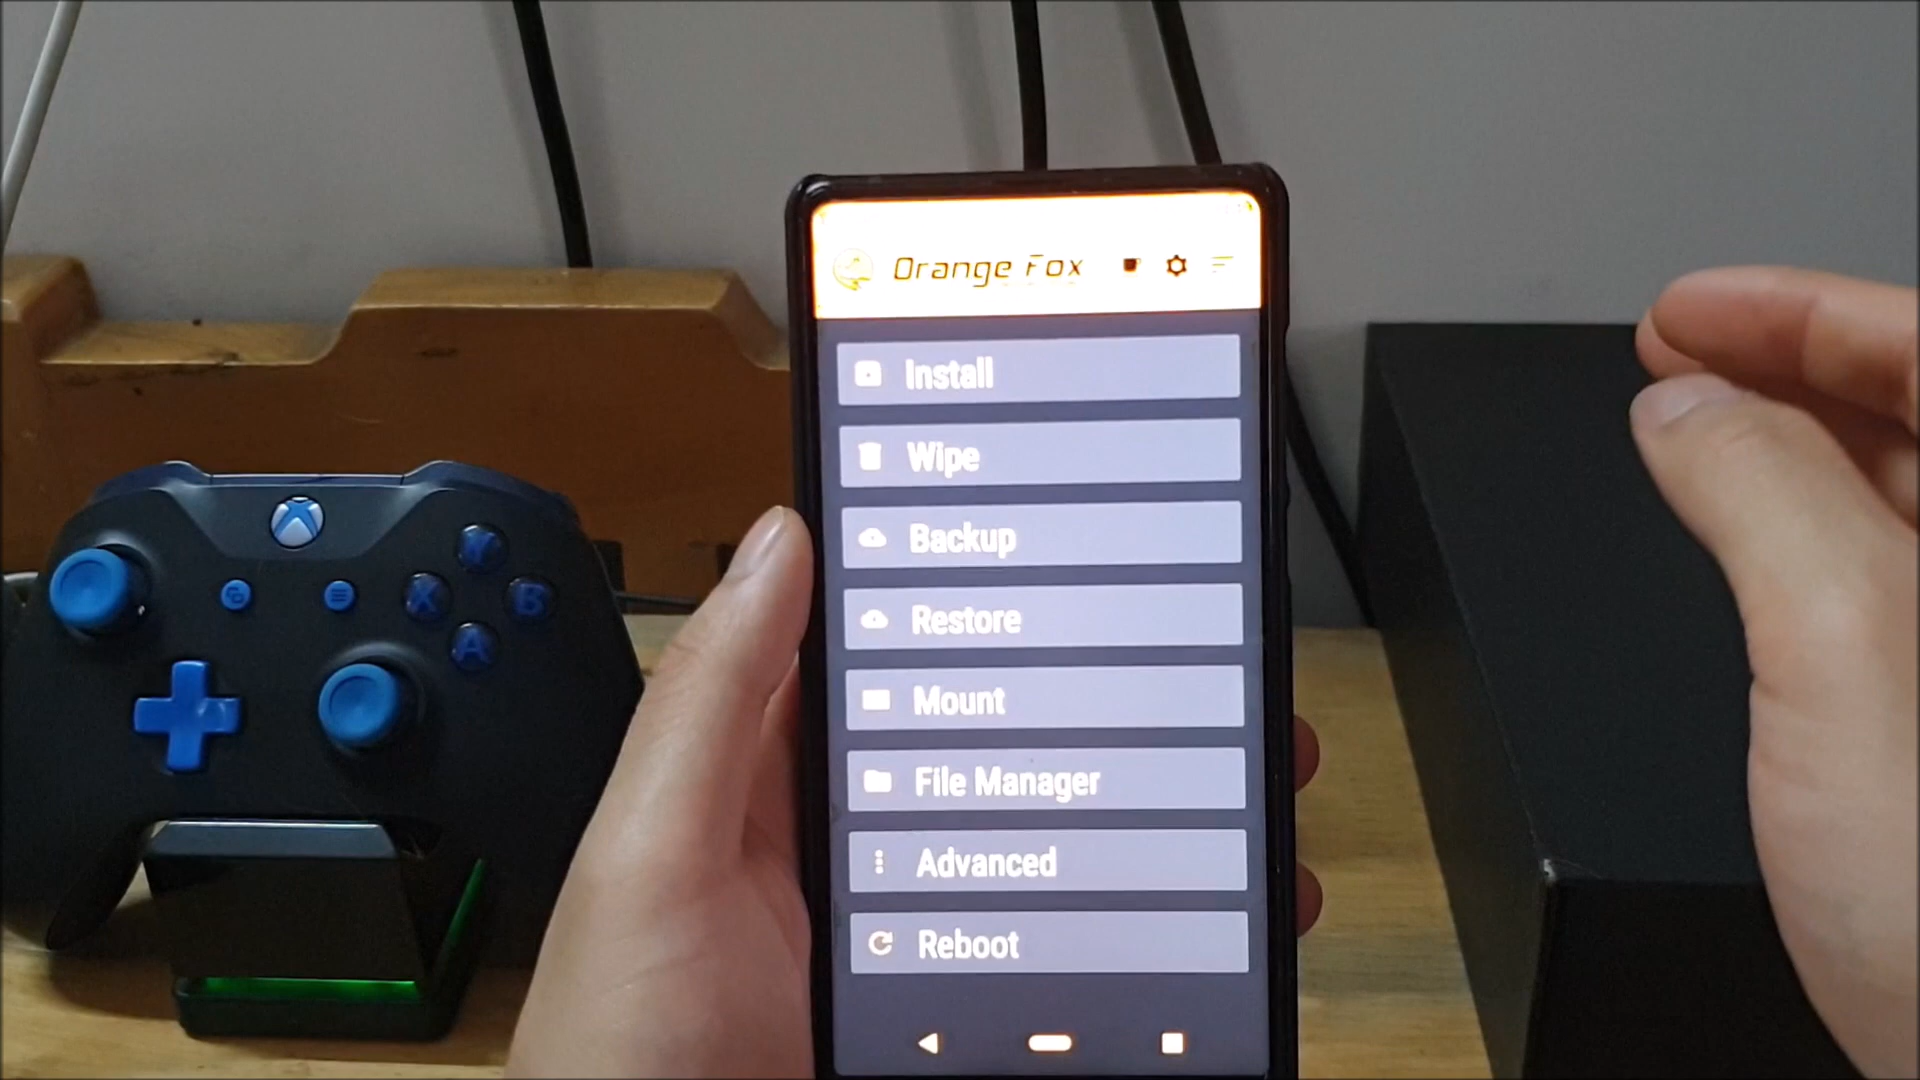 Orange Fox
Install
Wipe
Backup
Restore
Mount
File Manager
Advanced
Reboot
Y
X
B
A